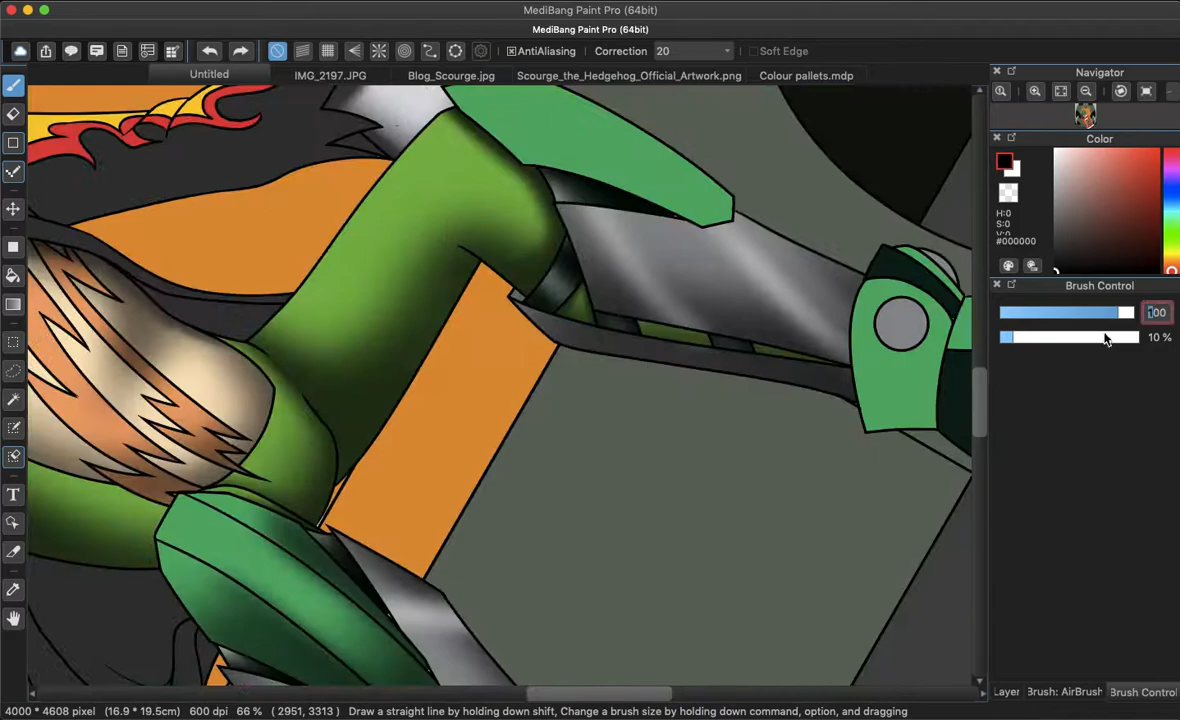 MediBang Paint Pro (64bit)
MediBang Paint Pro (64bit)
AntiAliasing Correction 20 Soft Edge
Untitled IMG_2197.JPG Blog_Scourge.jpg Scourge_the_Hedgehog_Official_Artwork.png Colour pallets.mdp
Navigator
Color
H:0
S:0
V:0
#000000
Brush Control
100
10 %
T
Layer Brush: AirBrush Brush Control
4000 * 4608 pixel (16.9 * 19.5cm) 600 dpi 66 % ( 2951, 3313 ) Draw a straight line by holding down shift, Change a brush size by holding down command, option, and dragging